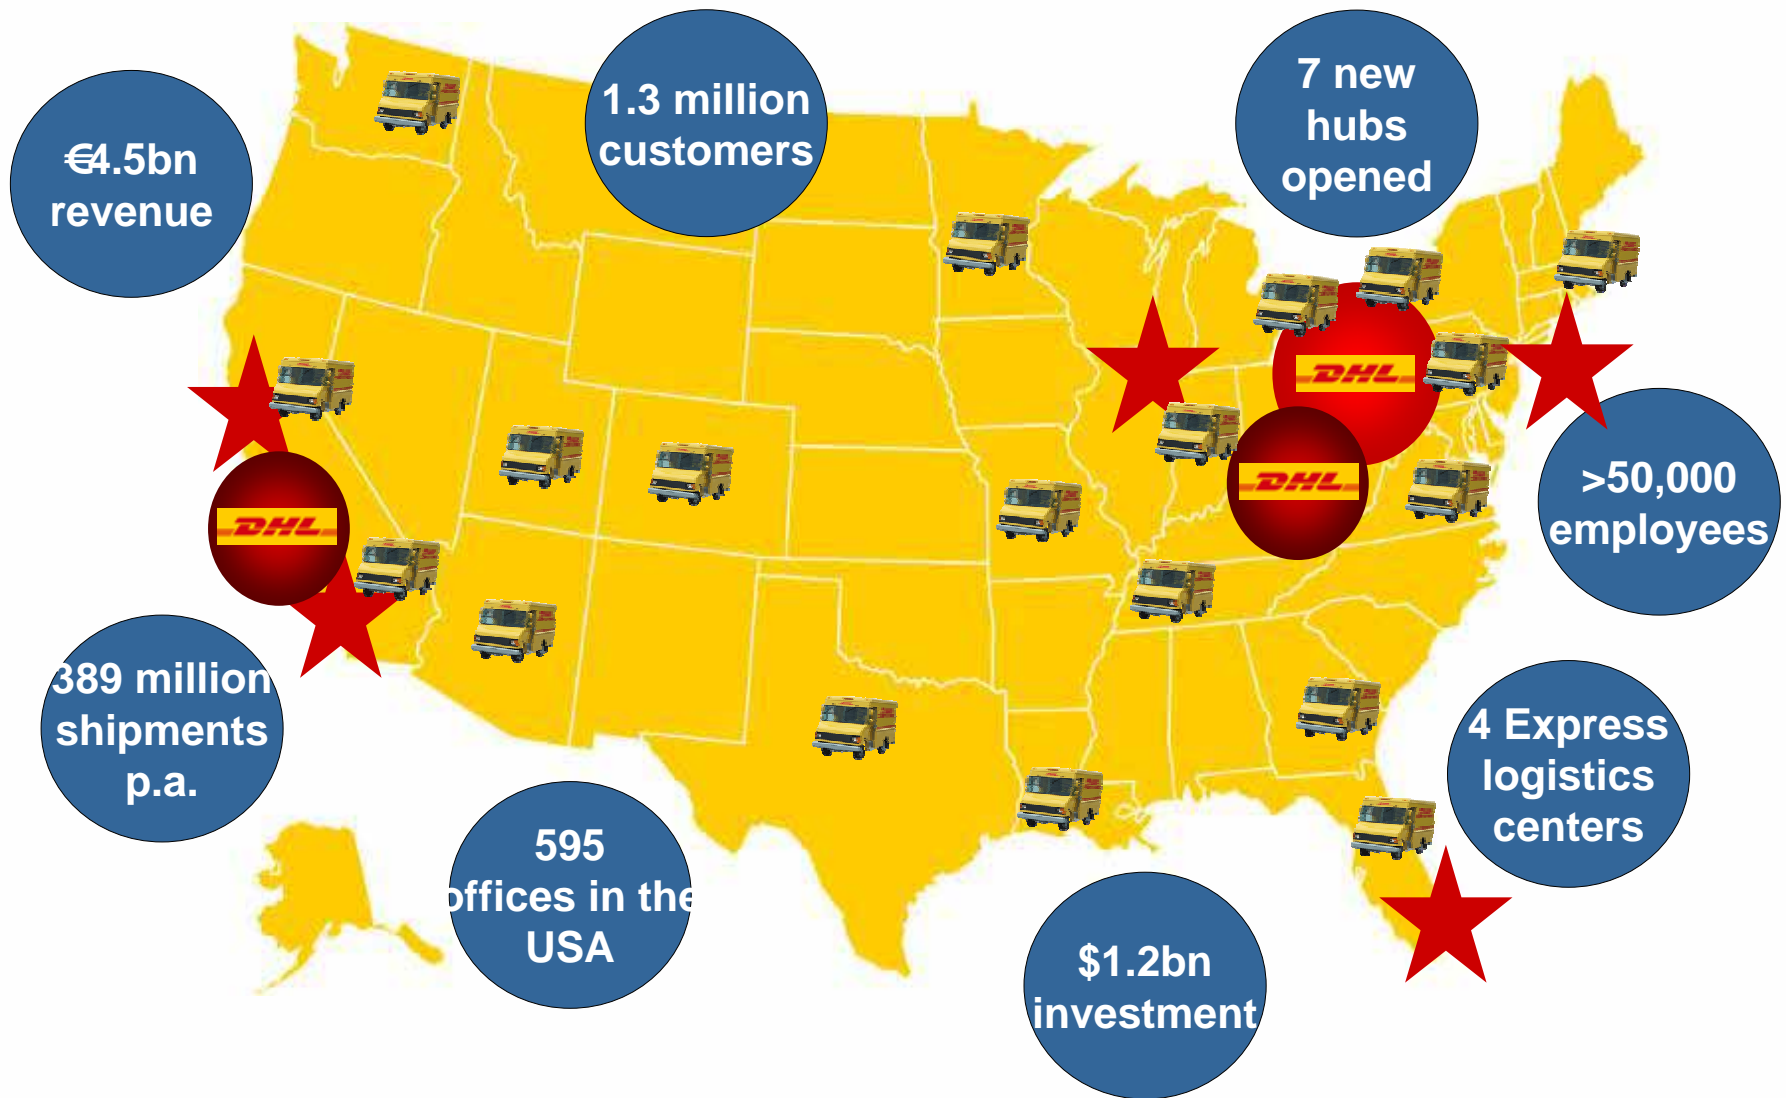 €4.5bn
revenue
1.3 million
customers
7 new
hubs
opened
DHL
DHL
DHL
>50,000
employees
389 million
shipments
p.a.
595
offices in the
USA
$1.2bn
investment
4 Express
logistics
centers